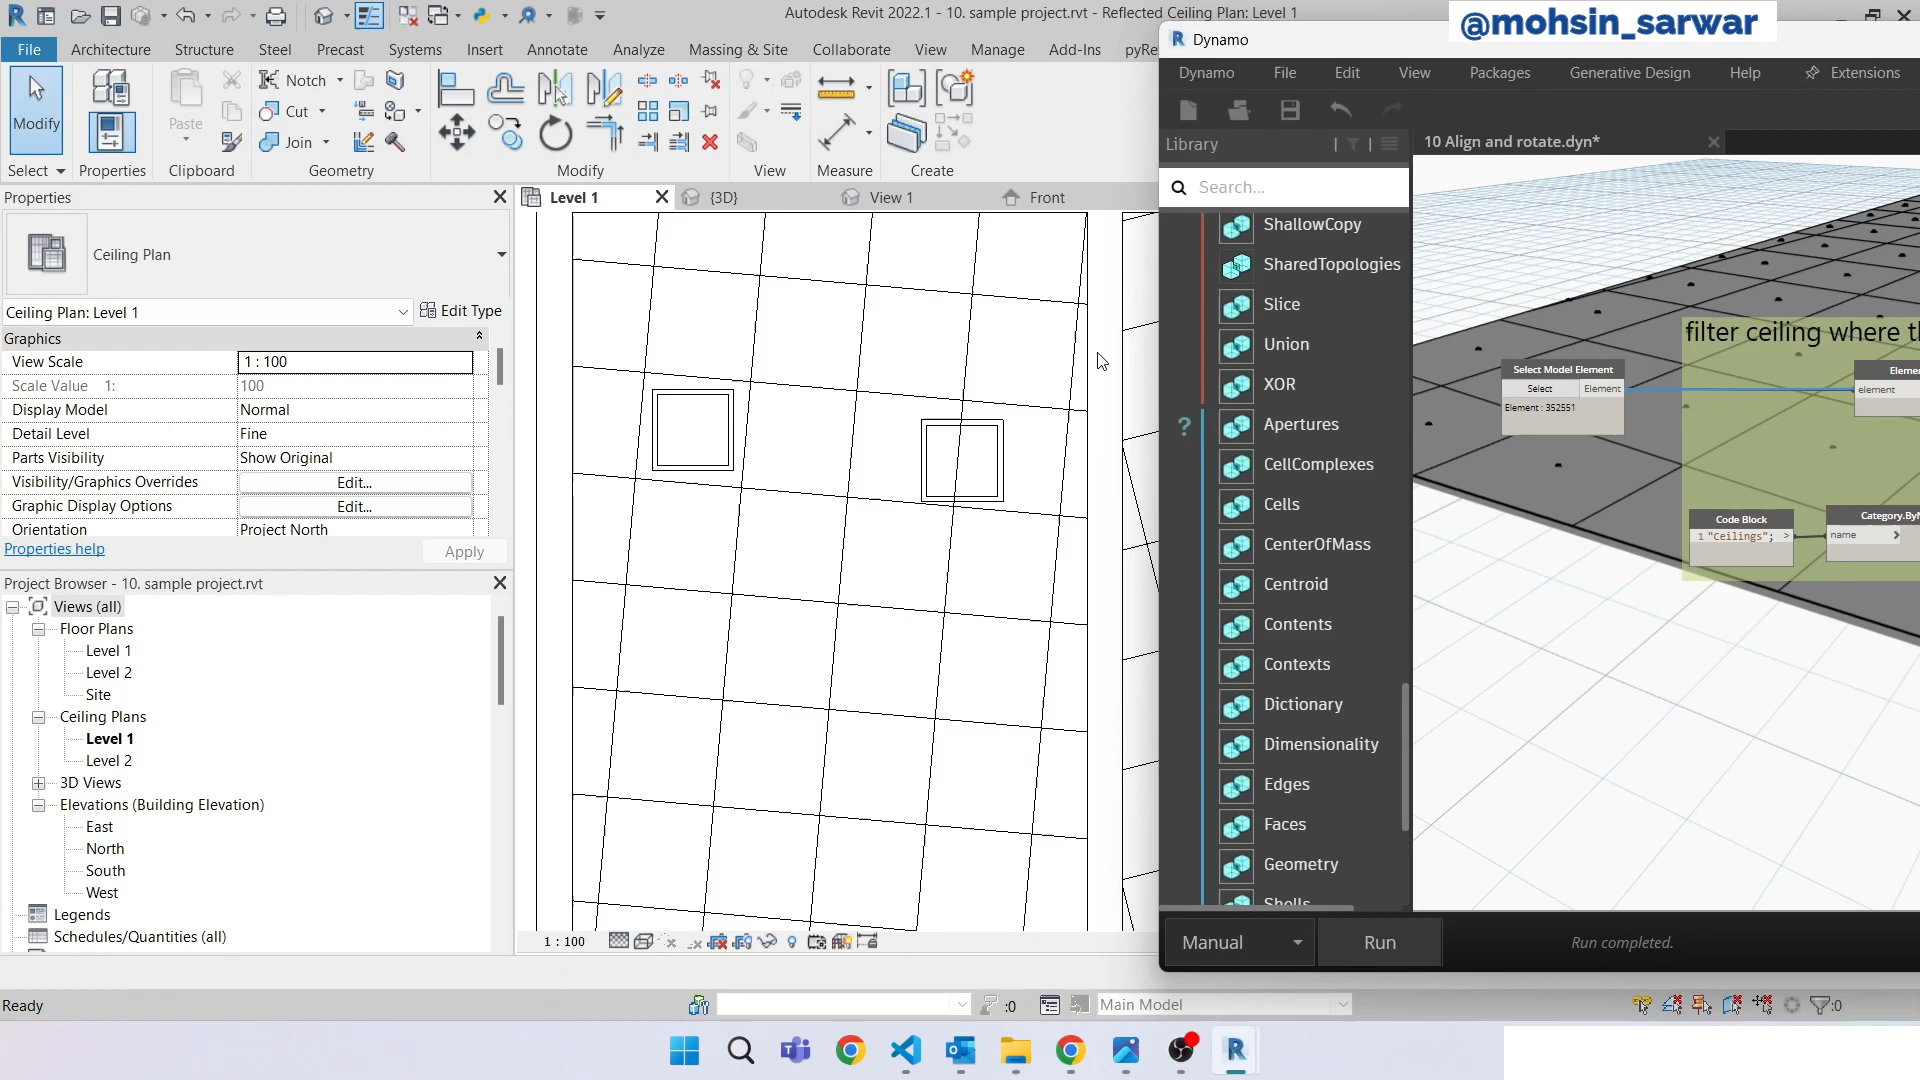 Autodesk Revit 2022.1 - 10. sample project.rvt - Reflected Ceiling Plan: Level 1
@mohsin_sarwar
File
Architecture
Structure
Steel
Precast
Systems
Insert
Annotate
Analyze
Massing & Site
Collaborate
View
Manage
Add-Ins
pyRe
Modify
Paste
Notch
Cut
Join
Select
Properties
Clipboard
Geometry
Modify
View
Measure
Create
Properties
Ceiling Plan
Ceiling Plan: Level 1
Edit Type
Graphics
View Scale 1 : 100
Scale Value 1: 100
Display Model Normal
Detail Level Fine
Parts Visibility Show Original
Visibility/Graphics Overrides Edit...
Graphic Display Options Edit...
Orientation Project North
Properties help
Apply
Project Browser - 10. sample project.rvt
Views (all)
Floor Plans
Level 1
Level 2
Site
Ceiling Plans
Level 1
Level 2
3D Views
Elevations (Building Elevation)
East
North
South
West
Legends
Schedules/Quantities (all)
Level 1
{3D}
View 1
Front
1 : 100
Dynamo
Dynamo
File
Edit
View
Packages
Generative Design
Help
Extensions
Library
10 Align and rotate.dyn*
Search...
ShallowCopy
SharedTopologies
Slice
Union
XOR
?
Apertures
CellComplexes
Cells
CenterOfMass
Centroid
Contents
Contexts
Dictionary
Dimensionality
Edges
Faces
Geometry
Shells
filter ceiling where th
Select Model Element
Select
Element
Element : 352551
Elemen
element
Code Block
1 "Ceilings"; >
Category.ByN
name >
Manual
Run
Run completed.
Ready
:0
Main Model
:0